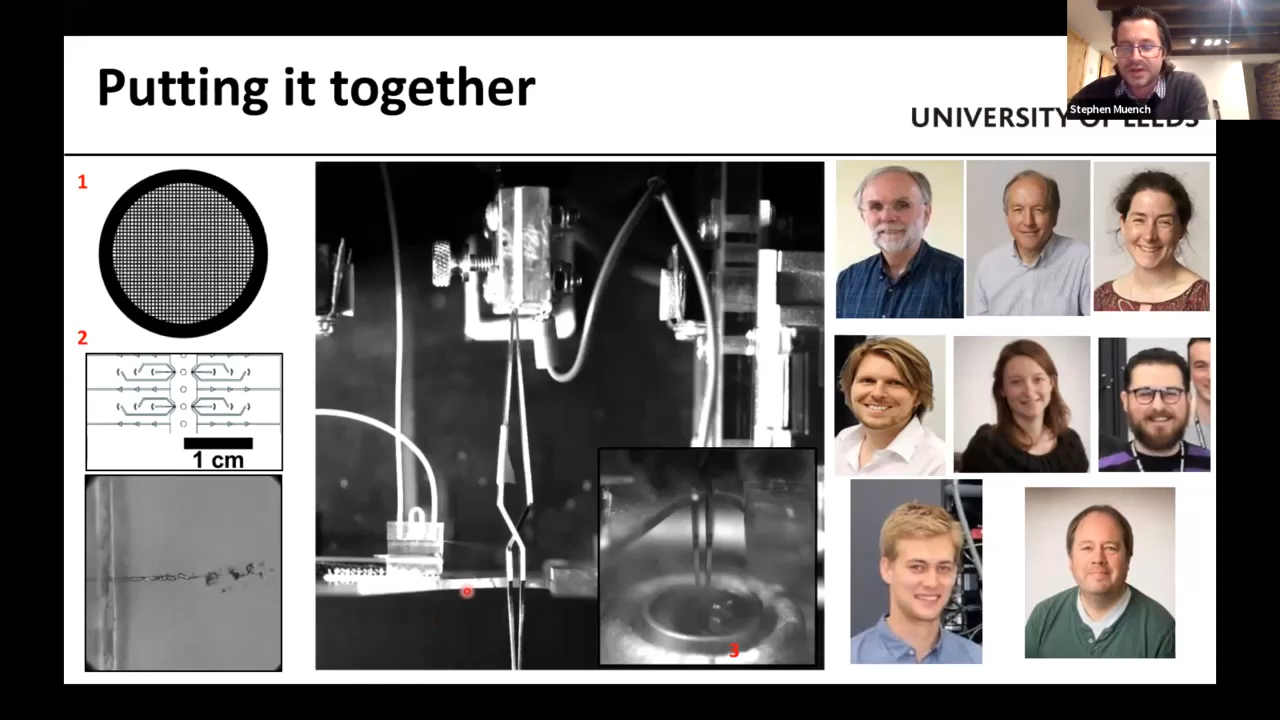 Putting it together
Stephen Muench
UNIVERSITY OF LEEDS
1
2
1 cm
3